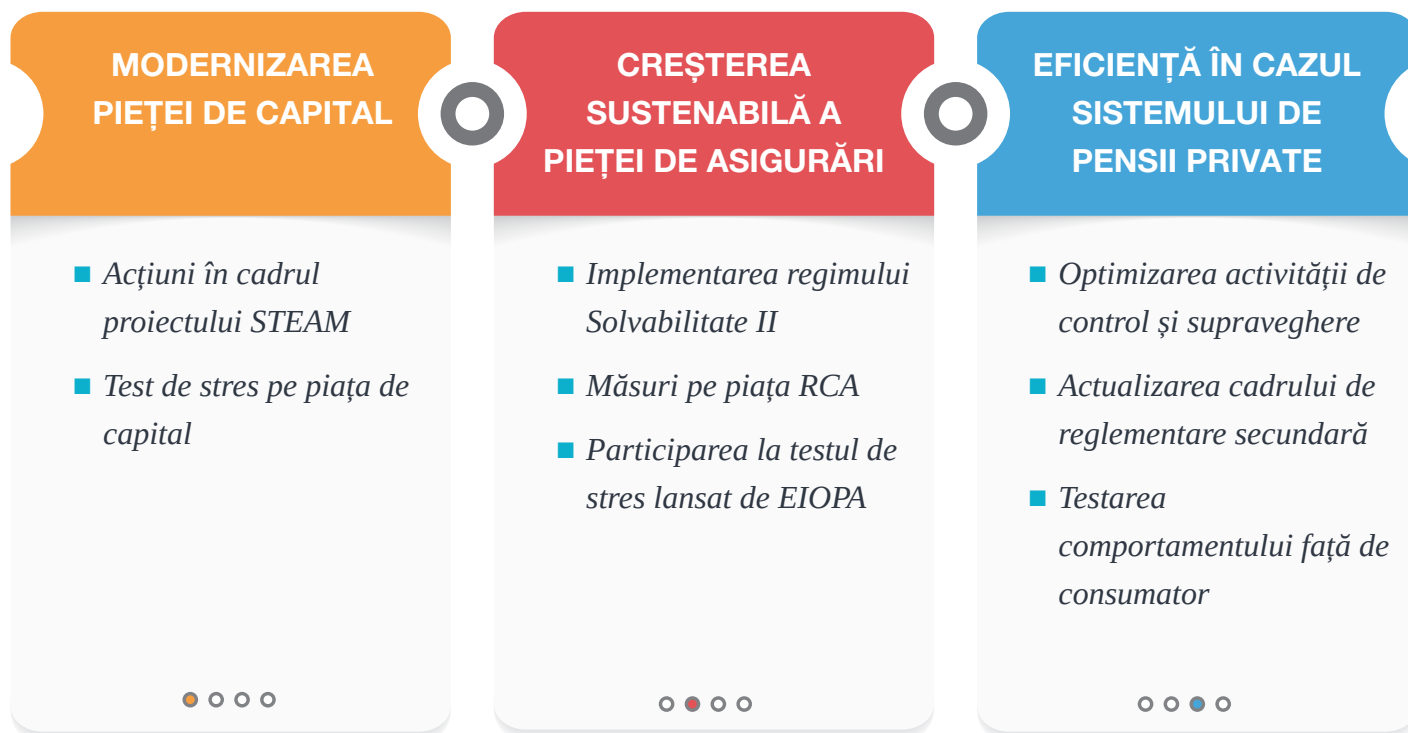 MODERNIZAREA
PIEȚEI DE CAPITAL
Acțiuni în cadrul
proiectului STEAM
Test de stres pe piața de
capital
CREȘTEREA
SUSTENABILĂ A
PIEȚEI DE ASIGURĂRI
Implementarea regimului
Solvabilitate II
Măsuri pe piața RCA
Participarea la testul de
stres lansat de EIOPA
EFICIENȚĂ ÎN CAZUL
SISTEMULUI DE
PENSII PRIVATE
Optimizarea activității de
control și supraveghere
Actualizarea cadrului de
reglementare secundară
Testarea
comportamentului față de
consumator